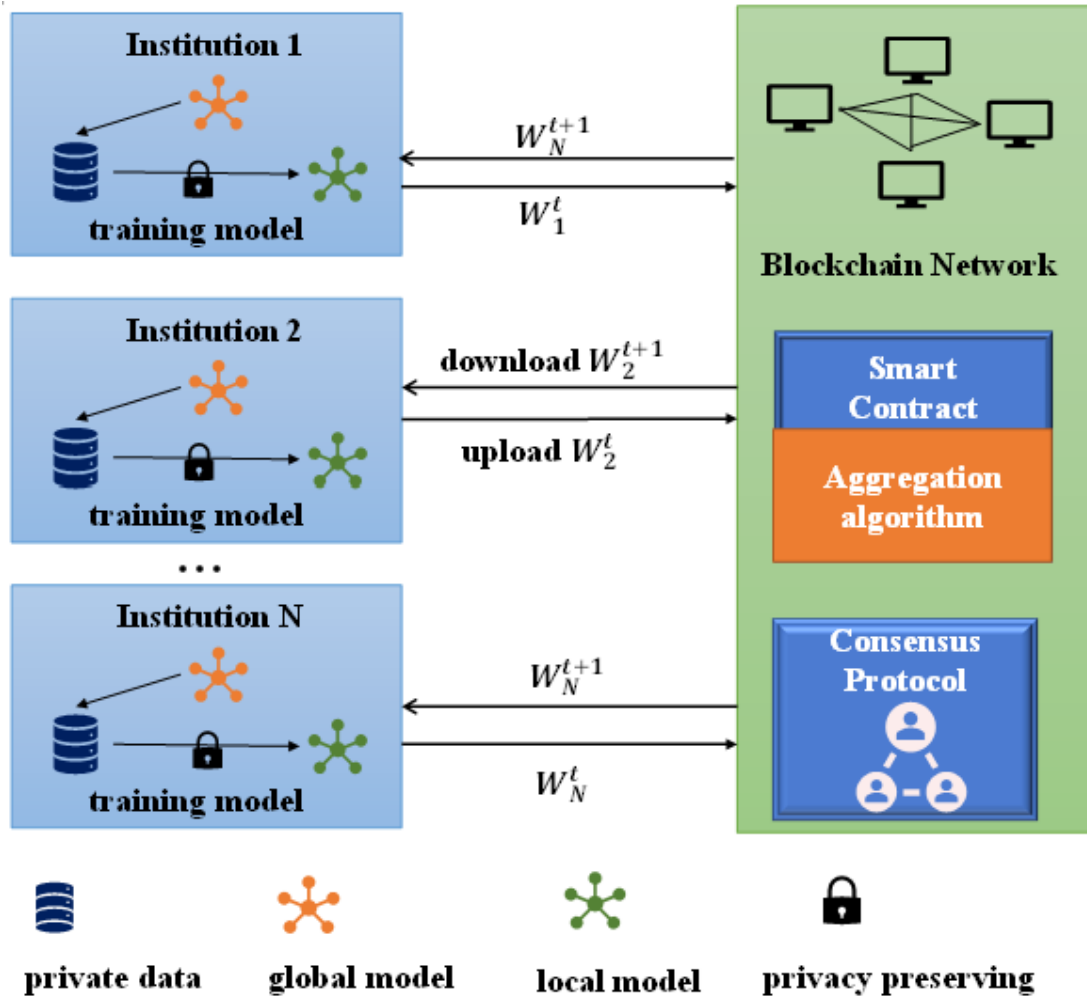 Institution 1
training model
W_N^{t+1}
W_1^t
Blockchain Network
Institution 2
training model
download W_2^{t+1}
upload W_2^t
Smart
Contract
Aggregation
algorithm
...
Institution N
training model
W_N^{t+1}
W_N^t
Consensus
Protocol
private data
global model
local model
privacy preserving